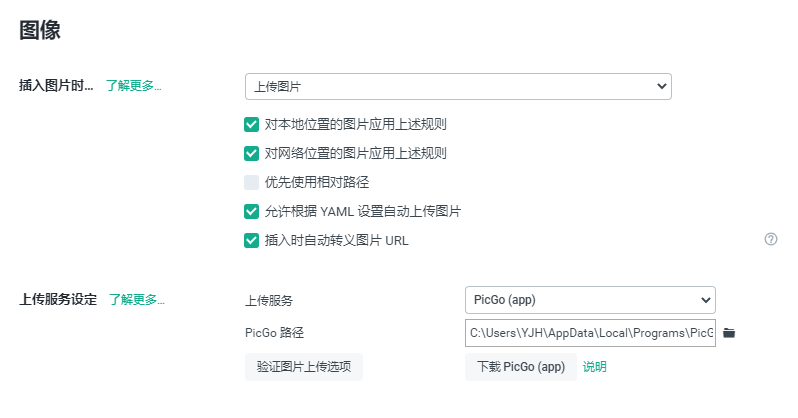 图像
插入图片时... 了解更多... 上传图片
对本地位置的图片应用上述规则
对网络位置的图片应用上述规则
优先使用相对路径
允许根据 YAML 设置自动上传图片
插入时自动转义图片 URL
上传服务设定 了解更多... 上传服务 PicGo (app)
PicGo 路径 C:\Users\YJH\AppData\Local\Programs\PicG
验证图片上传选项 下载 PicGo (app) 说明